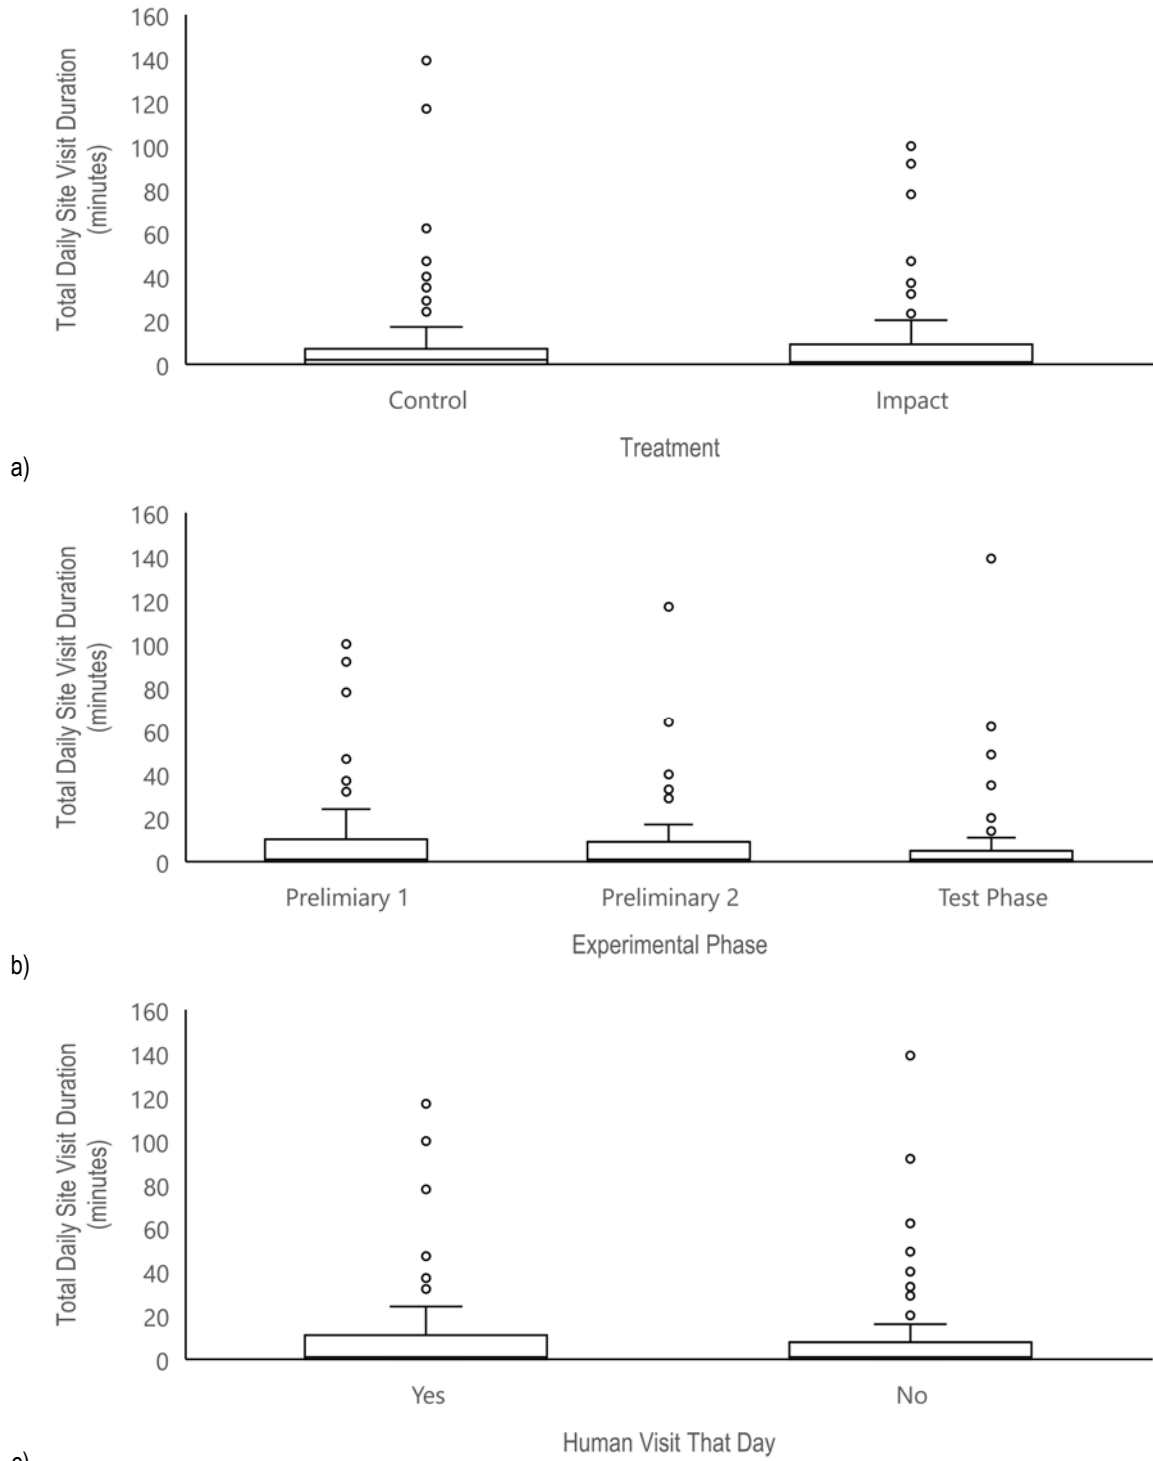 160
140
120
100
80
60
40
20
0
Total Daily Site Visit Duration
(minutes)
Control Impact
Treatment
a)
160
140
120
100
80
60
40
20
0
Total Daily Site Visit Duration
(minutes)
Prelimiary 1 Preliminary 2 Test Phase
Experimental Phase
b)
160
140
120
100
80
60
40
20
0
Total Daily Site Visit Duration
(minutes)
Yes No
Human Visit That Day